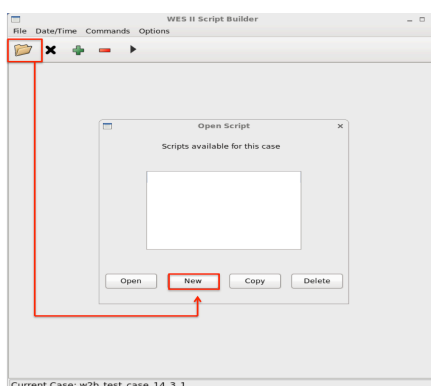 WES II Script Builder
File Date/Time Commands Options
Open Script
Scripts available for this case
Open New Copy Delete
Current Case: w2b_test_case_14_3_1